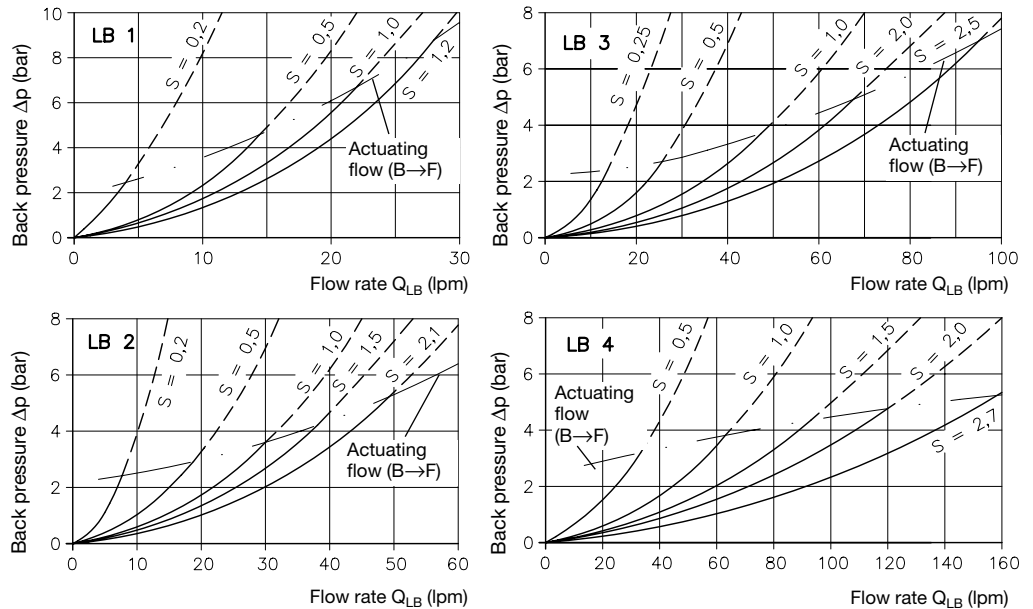 10
8
6
4
2
0
Back pressure Δp (bar)
LB 1
S = 0,2
S = 0,5
S = 1,0
S = 1,2
Actuating
flow (B→F)
0
10
20
30
Flow rate Q_LB (lpm)
8
6
4
2
0
Back pressure Δp (bar)
LB 3
S = 0,25
S = 0,5
S = 1,0
S = 2,0
S = 2,5
Actuating
flow (B→F)
0
20
40
60
80
100
Flow rate Q_LB (lpm)
8
6
4
2
0
Back pressure Δp (bar)
LB 2
S = 0,2
S = 0,5
S = 1,0
S = 1,5
S = 2,1
Actuating
flow (B→F)
0
10
20
30
40
50
60
Flow rate Q_LB (lpm)
8
6
4
2
0
Back pressure Δp (bar)
LB 4
S = 0,5
S = 1,0
S = 1,5
S = 2,0
S = 2,7
Actuating
flow
(B→F)
0
20
40
60
80
100
120
140
160
Flow rate Q_LB (lpm)